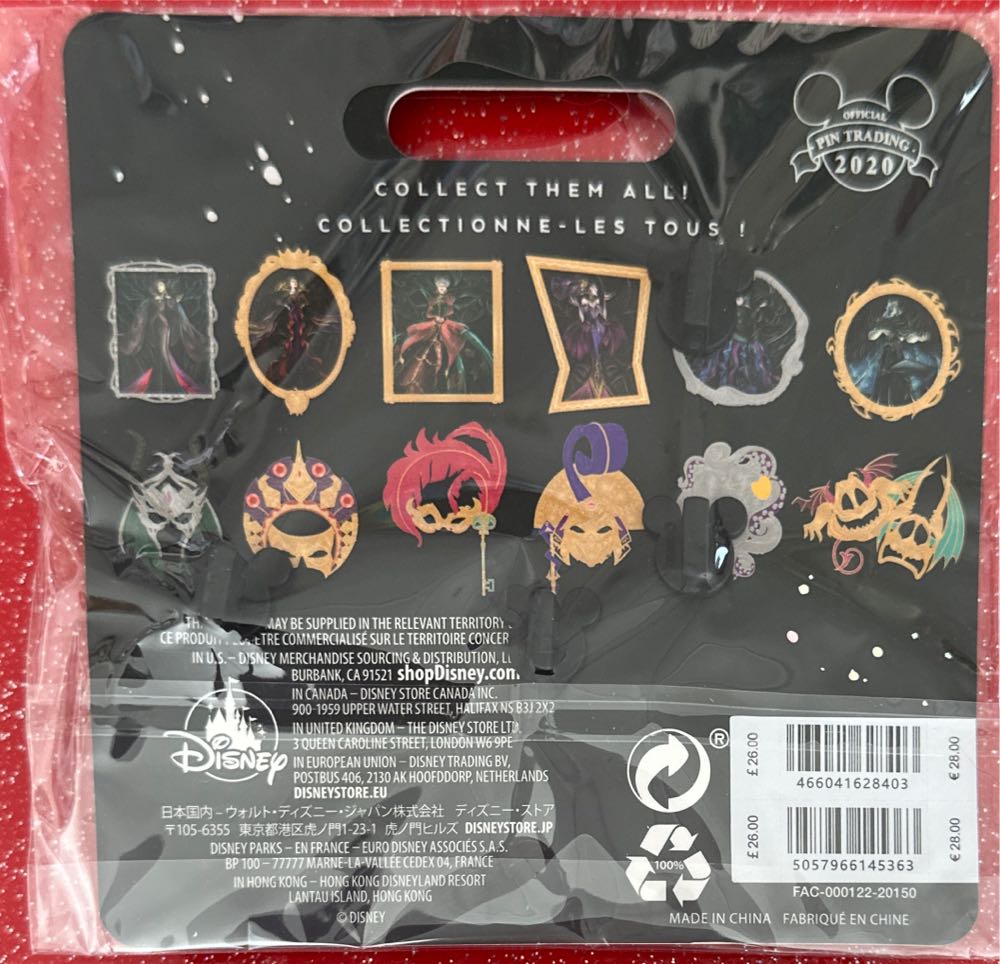 OFFICIAL
PIN TRADING
2020
COLLECT THEM ALL!
COLLECTIONNE-LES TOUS !
MAY BE SUPPLIED IN THE RELEVANT TERRITORY
CE PRODUIT ÊTRE COMMERCIALISÉ SUR LE TERRITOIRE CONCER
IN U.S. – DISNEY MERCHANDISE SOURCING & DISTRIBUTION,
BURBANK, CA 91521 shopDisney.com
IN CANADA – DISNEY STORE CANADA INC.
900-1959 UPPER WATER STREET, HALIFAX NS B3J 2X2
IN UNITED KINGDOM – THE DISNEY STORE LTD.
3 QUEEN CAROLINE STREET, LONDON W6 9PE
IN EUROPEAN UNION – DISNEY TRADING BV,
POSTBUS 406, 2130 AK HOOFDDORP, NETHERLANDS
DISNEYSTORE.EU
Disney
日本国内 – ウォルト・ディズニー・ジャパン株式会社 ディズニー・ストア
〒105-6355 東京都港区虎ノ門1-23-1 虎ノ門ヒルズ DISNEYSTORE.JP
DISNEY PARKS – EN FRANCE – EURO DISNEY ASSOCIÉS S.A.S.
BP 100 – 77777 MARNE-LA-VALLÉE CEDEX 04, FRANCE
IN HONG KONG – HONG KONG DISNEYLAND RESORT
LANTAU ISLAND, HONG KONG
© DISNEY
®
100%
£ 26.00
466041628403
€ 28.00
£ 26.00
5057966145363
€ 28.00
FAC-000122-20150
MADE IN CHINA FABRIQUÉ EN CHINE